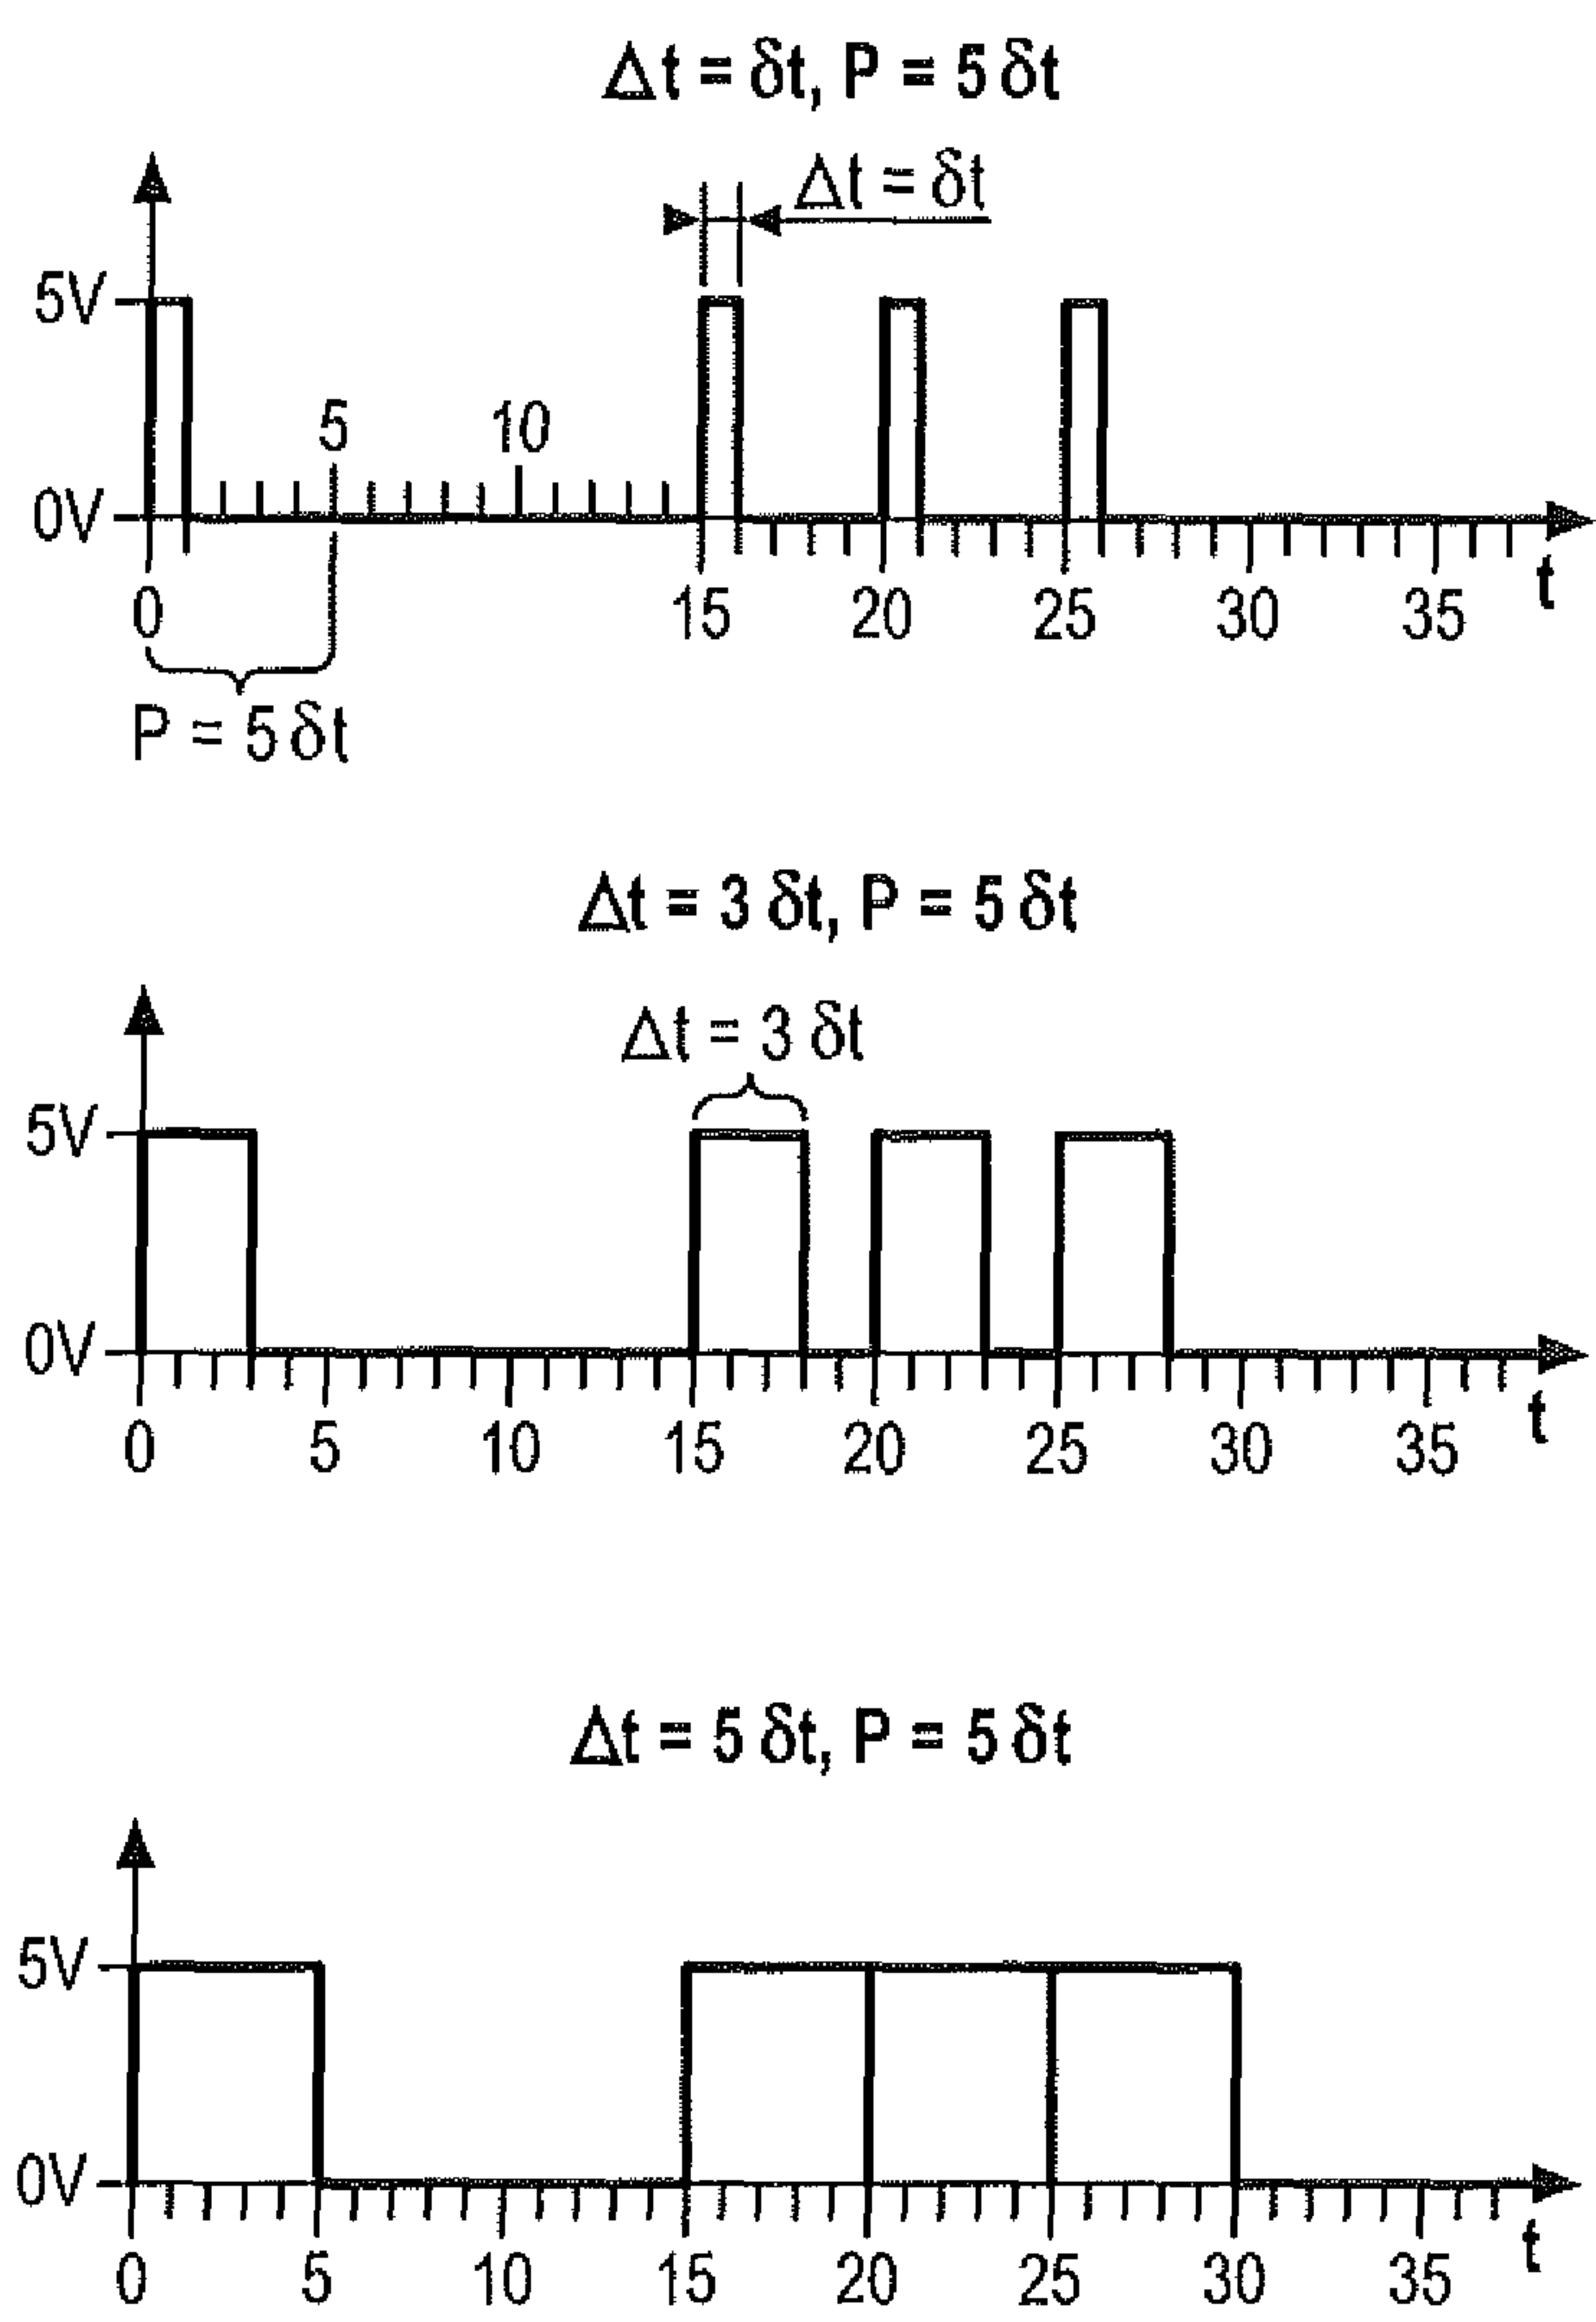 Δt = δt, P = 5 δt
Δt = δt
5V
5 10
0V
0 15 20 25 30 35 t
P = 5 δt
Δt = 3 δt, P = 5 δt
Δt = 3 δt
5V
0V
0 5 10 15 20 25 30 35 t
Δt = 5 δt, P = 5 δt
5V
0V
0 5 10 15 20 25 30 35 t